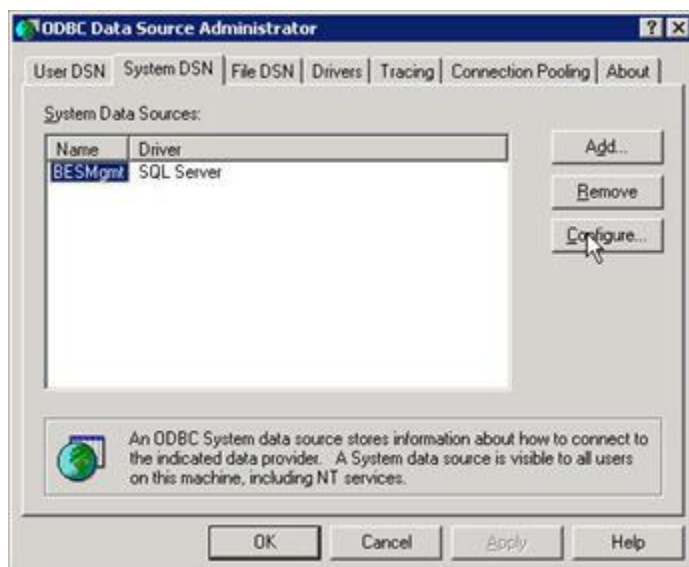 ODBC Data Source Administrator
User DSN System DSN File DSN Drivers Tracing Connection Pooling About
System Data Sources:
Name Driver
BESMgmt SQL Server
Add...
Remove
Configure...
An ODBC System data source stores information about how to connect to
the indicated data provider. A System data source is visible to all users
on this machine, including NT services.
OK Cancel Apply Help